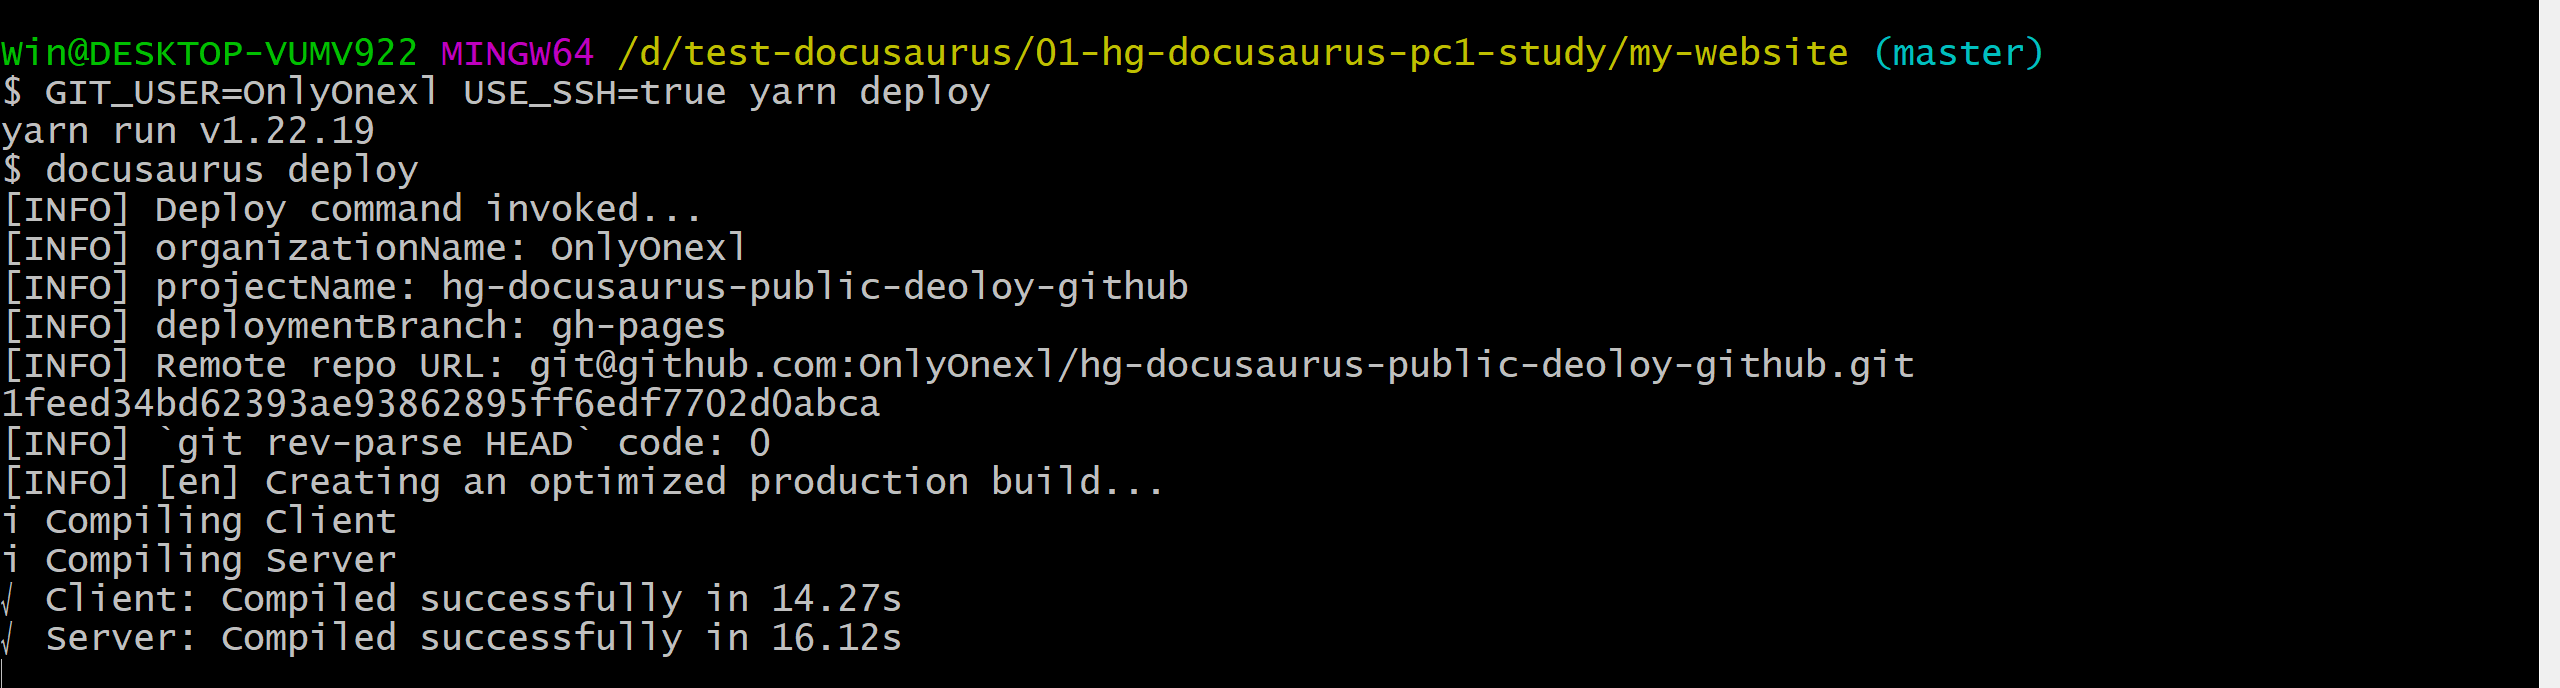 Win@DESKTOP-VUMV922 MINGW64 /d/test-docusaurus/01-hg-docusaurus-pc1-study/my-website (master)
$ GIT_USER=OnlyOnexl USE_SSH=true yarn deploy
yarn run v1.22.19
$ docusaurus deploy
[INFO] Deploy command invoked...
[INFO] organizationName: OnlyOnexl
[INFO] projectName: hg-docusaurus-public-deoloy-github
[INFO] deploymentBranch: gh-pages
[INFO] Remote repo URL: git@github.com:OnlyOnexl/hg-docusaurus-public-deoloy-github.git
1feed34bd62393ae93862895ff6edf7702d0abca
[INFO] `git rev-parse HEAD` code: 0
[INFO] [en] Creating an optimized production build...
i Compiling Client
i Compiling Server
√ Client: Compiled successfully in 14.27s
√ Server: Compiled successfully in 16.12s